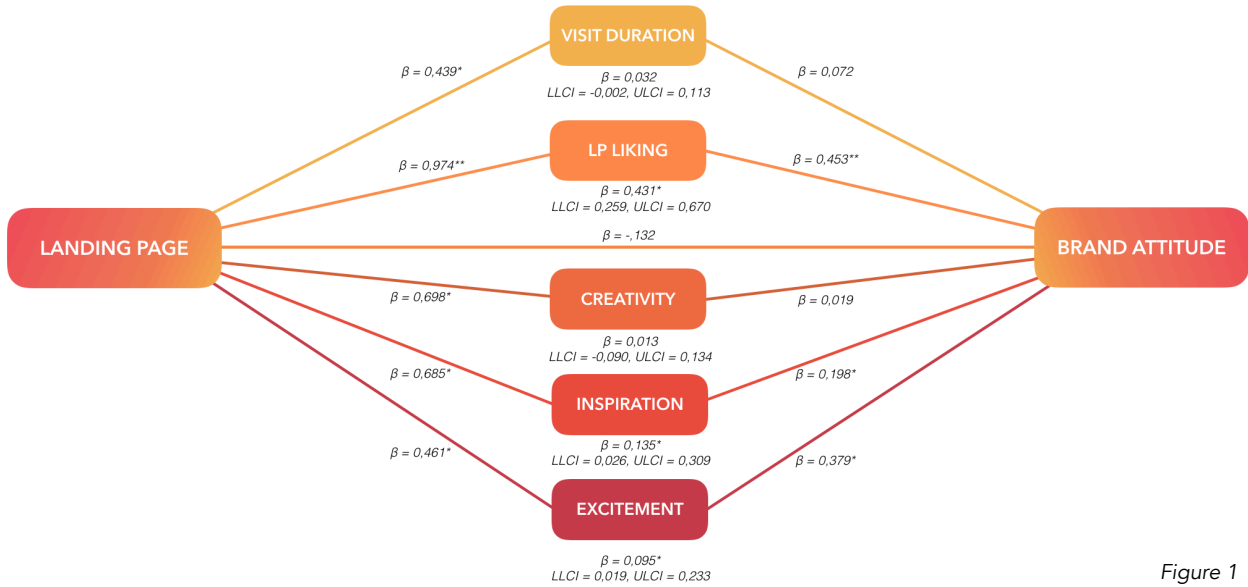 VISIT DURATION
β = 0,439*
β = 0,072
β = 0,032
LLCI = -0,002, ULCI = 0,113
LP LIKING
β = 0,974**
β = 0,453**
β = 0,431*
LLCI = 0,259, ULCI = 0,670
LANDING PAGE
β = -,132
BRAND ATTITUDE
CREATIVITY
β = 0,698*
β = 0,019
β = 0,013
LLCI = -0,090, ULCI = 0,134
β = 0,685*
β = 0,198*
INSPIRATION
β = 0,135*
LLCI = 0,026, ULCI = 0,309
β = 0,461*
β = 0,379*
EXCITEMENT
β = 0,095*
LLCI = 0,019, ULCI = 0,233
Figure 1